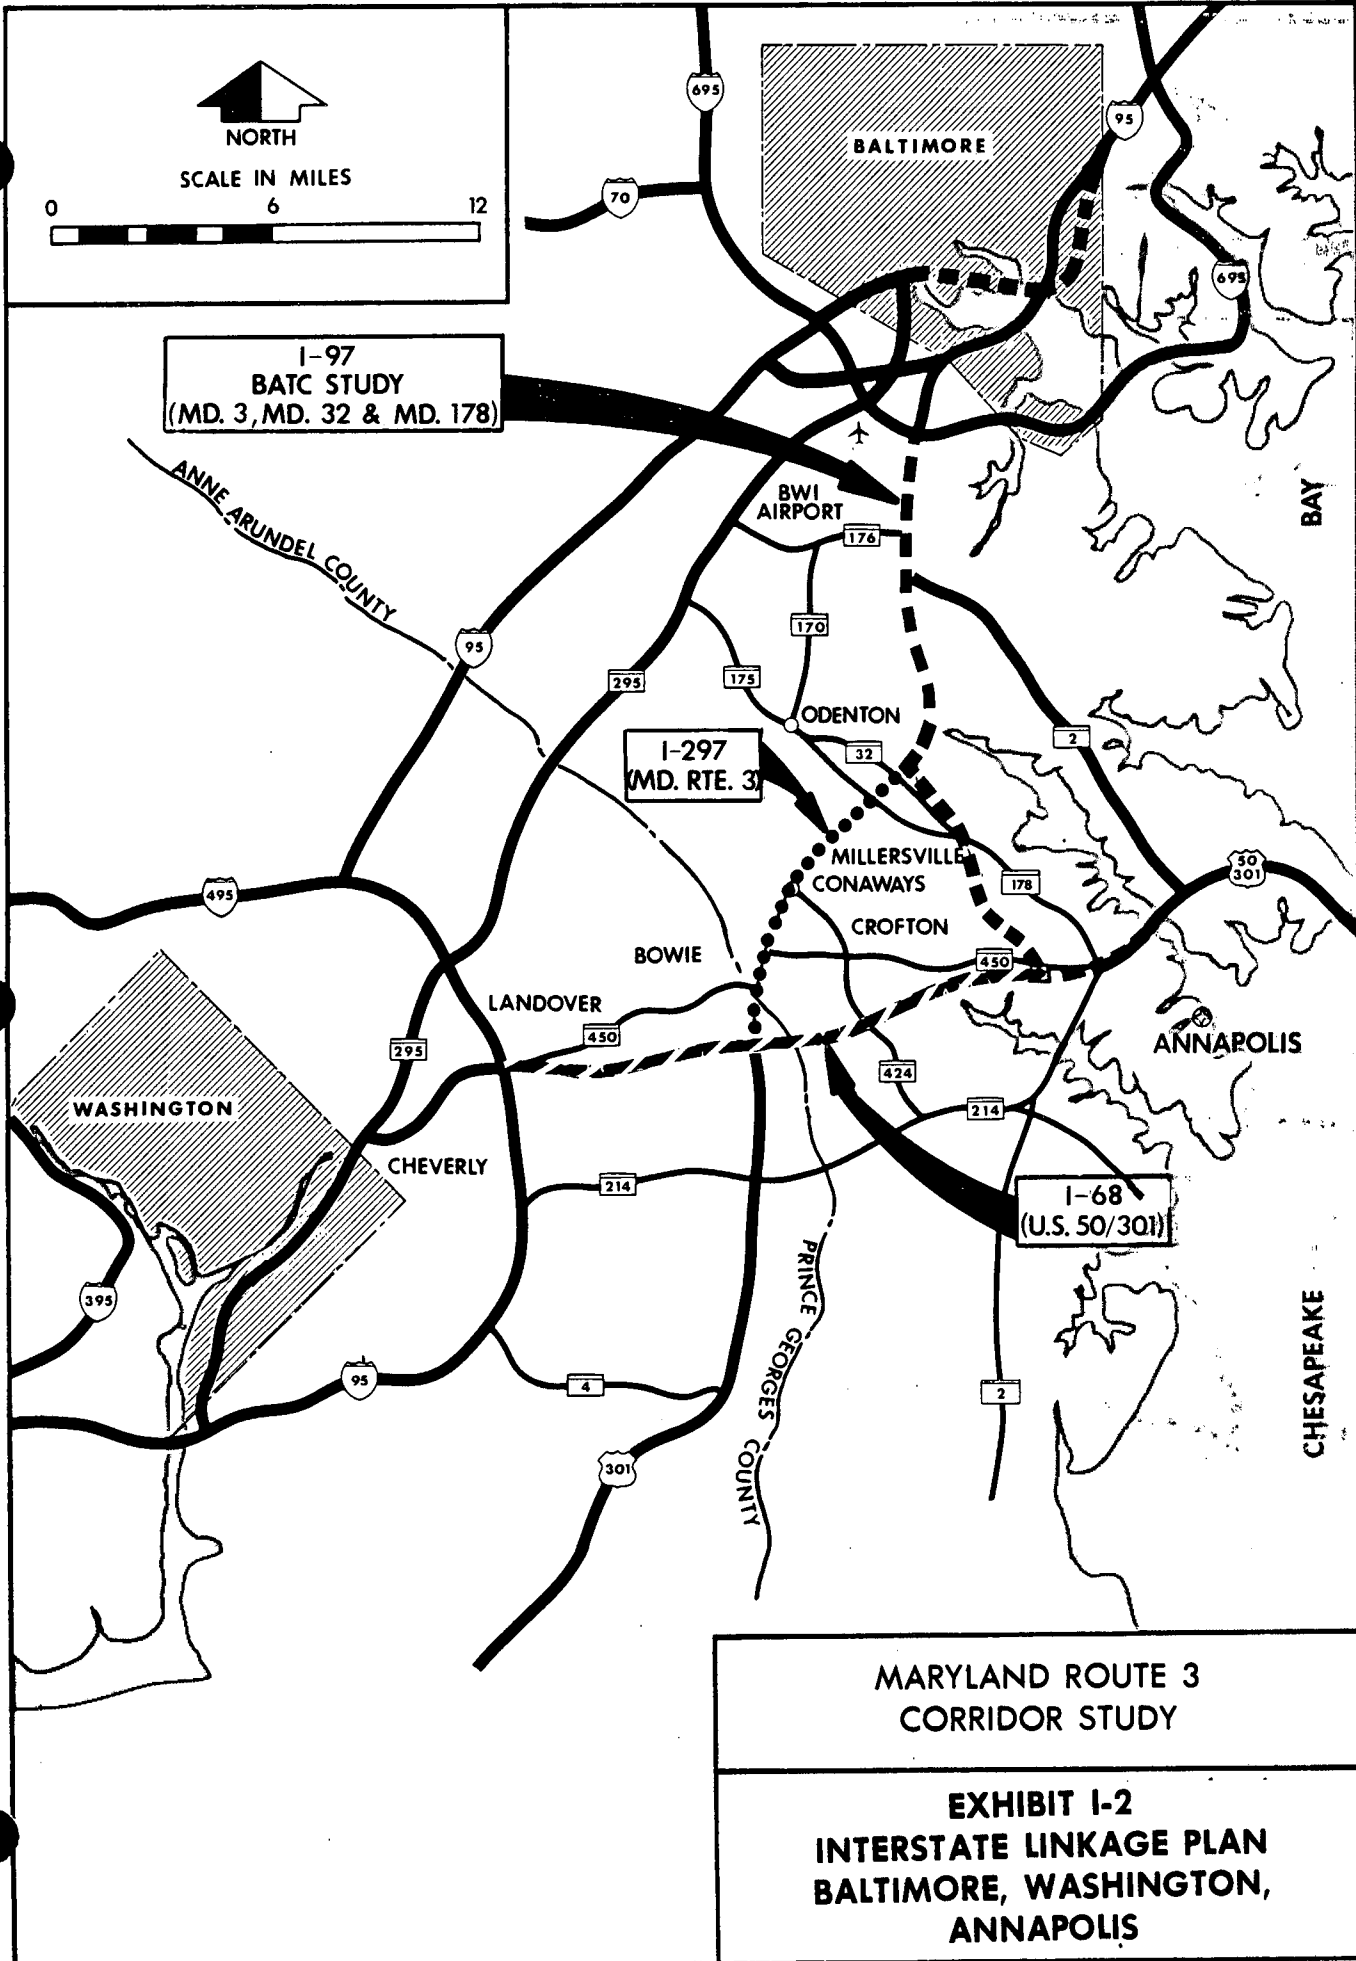 NORTH
SCALE IN MILES
0 6 12
695
BALTIMORE
95
70
695
I-97
BATC STUDY
(MD. 3, MD. 32 & MD. 178)
ANNE ARUNDEL COUNTY
BWI
AIRPORT
176
BAY
170
95
295
175
ODENTON
2
32
I-297
(MD. RTE. 3)
MILLERSVILLE
CONAWAYS
178
50
301
495
CROFTON
BOWIE
450
LANDOVER
450
295
ANNAPOLIS
424
WASHINGTON
214
CHEVERLY
214
I-68
(U.S. 50/301)
PRINCE GEORGES COUNTY
395
CHESAPEAKE
95
4
2
301
MARYLAND ROUTE 3
CORRIDOR STUDY
EXHIBIT I-2
INTERSTATE LINKAGE PLAN
BALTIMORE, WASHINGTON,
ANNAPOLIS